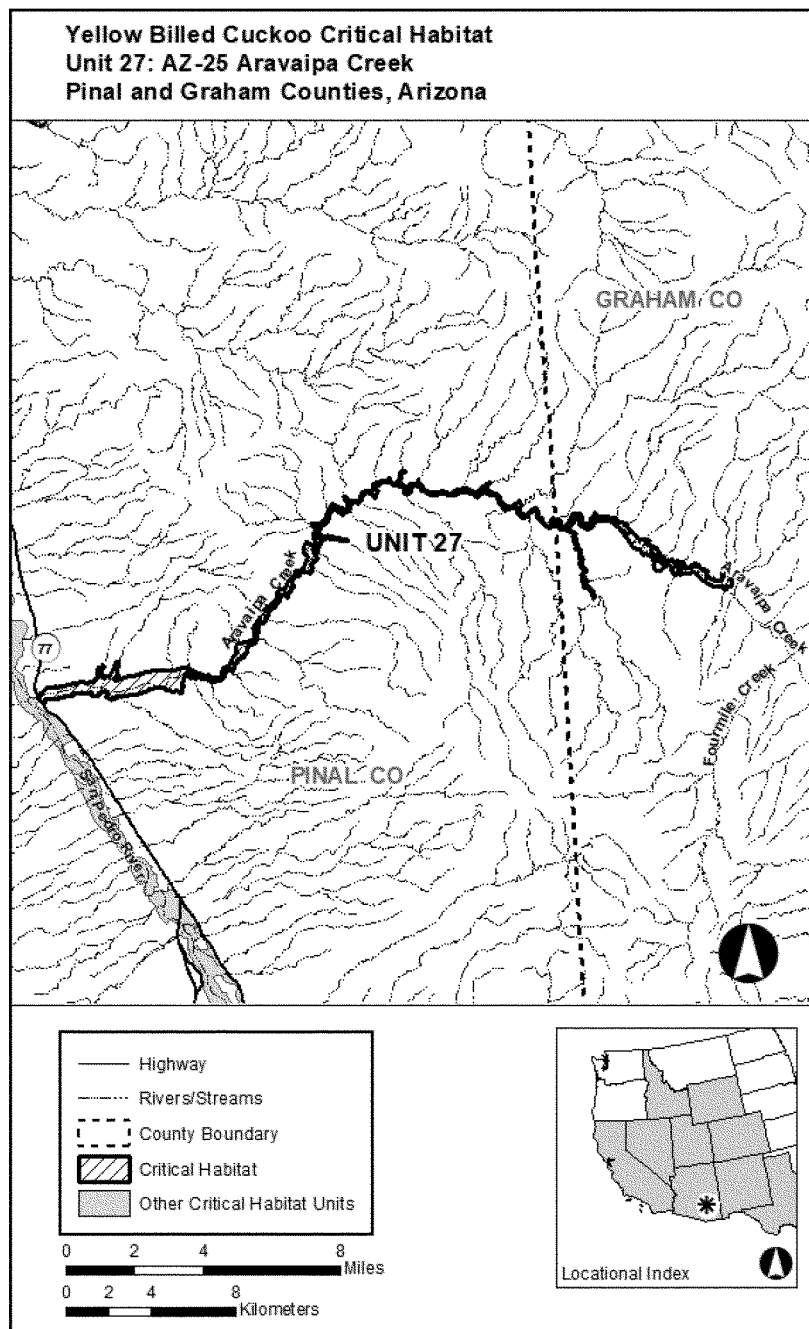 Yellow Billed Cuckoo Critical Habitat
Unit 27: AZ-25 Aravaipa Creek
Pinal and Graham Counties, Arizona
GRAHAM CO
UNIT 27
Aravaipa Creek
Aravaipa Creek
77
Fourmile Creek
PINAL CO
San Pedro River
Highway
Rivers/Streams
County Boundary
Critical Habitat
Other Critical Habitat Units
0 2 4 8
Miles
0 2 4 8
Kilometers
Locational Index